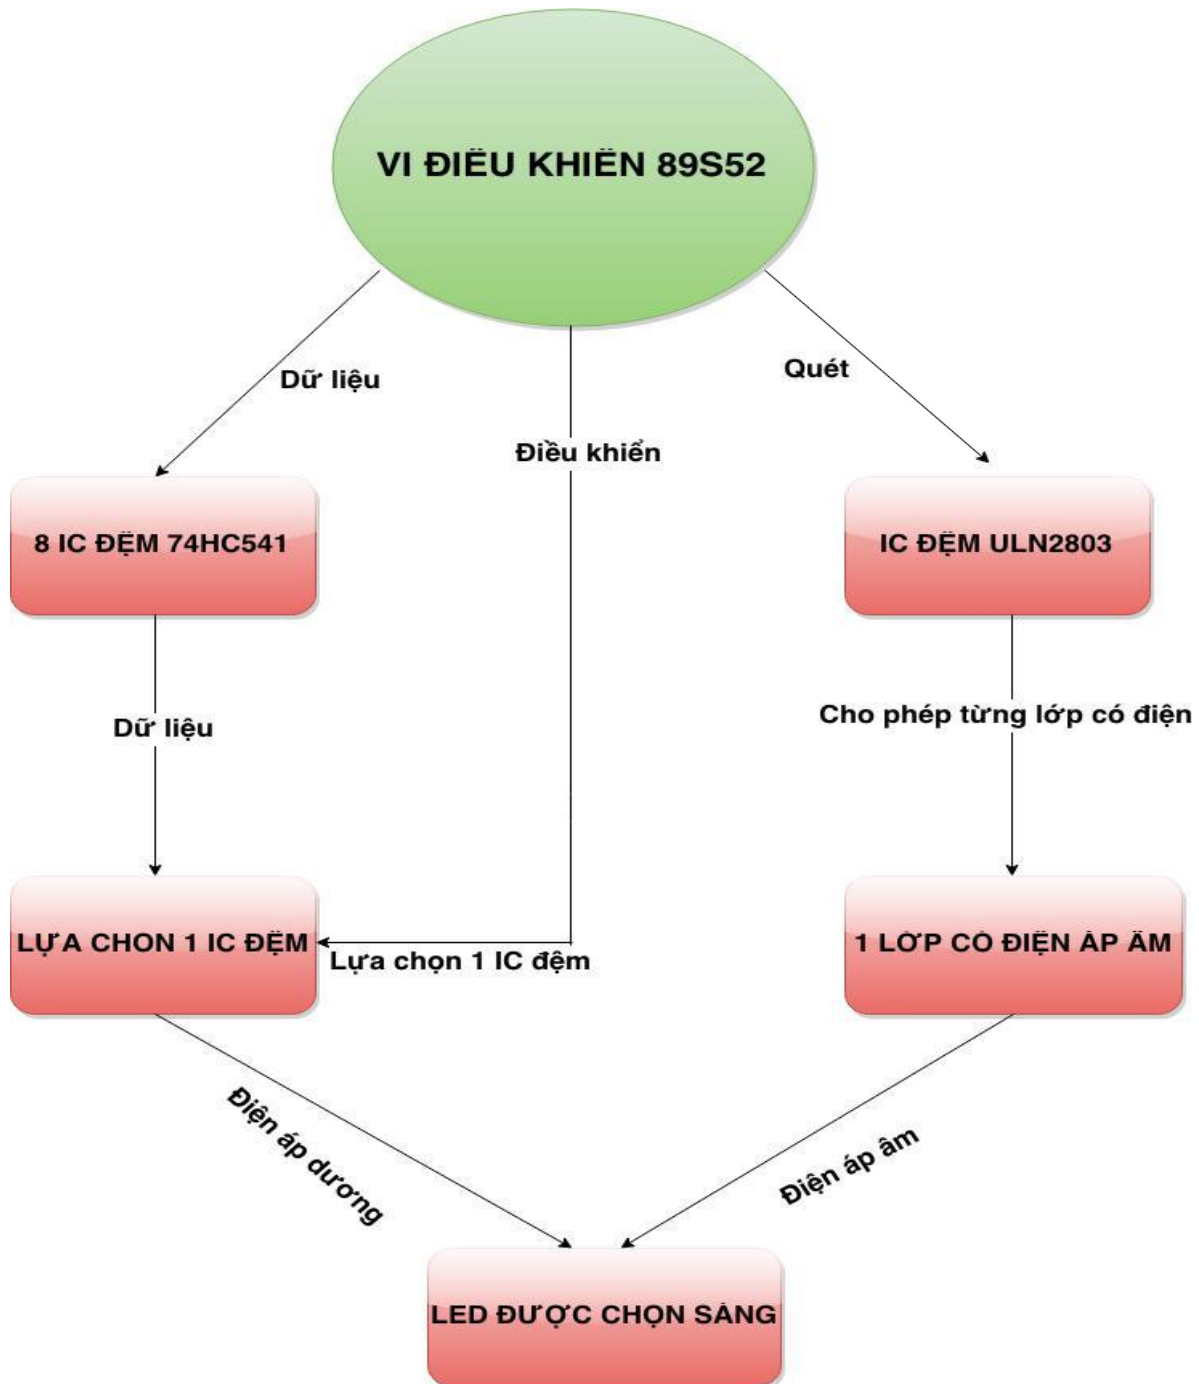 VI ĐIỀU KHIỂN 89S52
Dữ liệu
Quét
Điều khiển
8 IC ĐỆM 74HC541
IC ĐỆM ULN2803
Cho phép từng lớp có điện
Dữ liệu
LỰA CHON 1 IC ĐỆM
Lựa chọn 1 IC đệm
1 LỚP CÓ ĐIỆN ÁP ÂM
Điện áp dương
Điện áp âm
LED ĐƯỢC CHỌN SÁNG